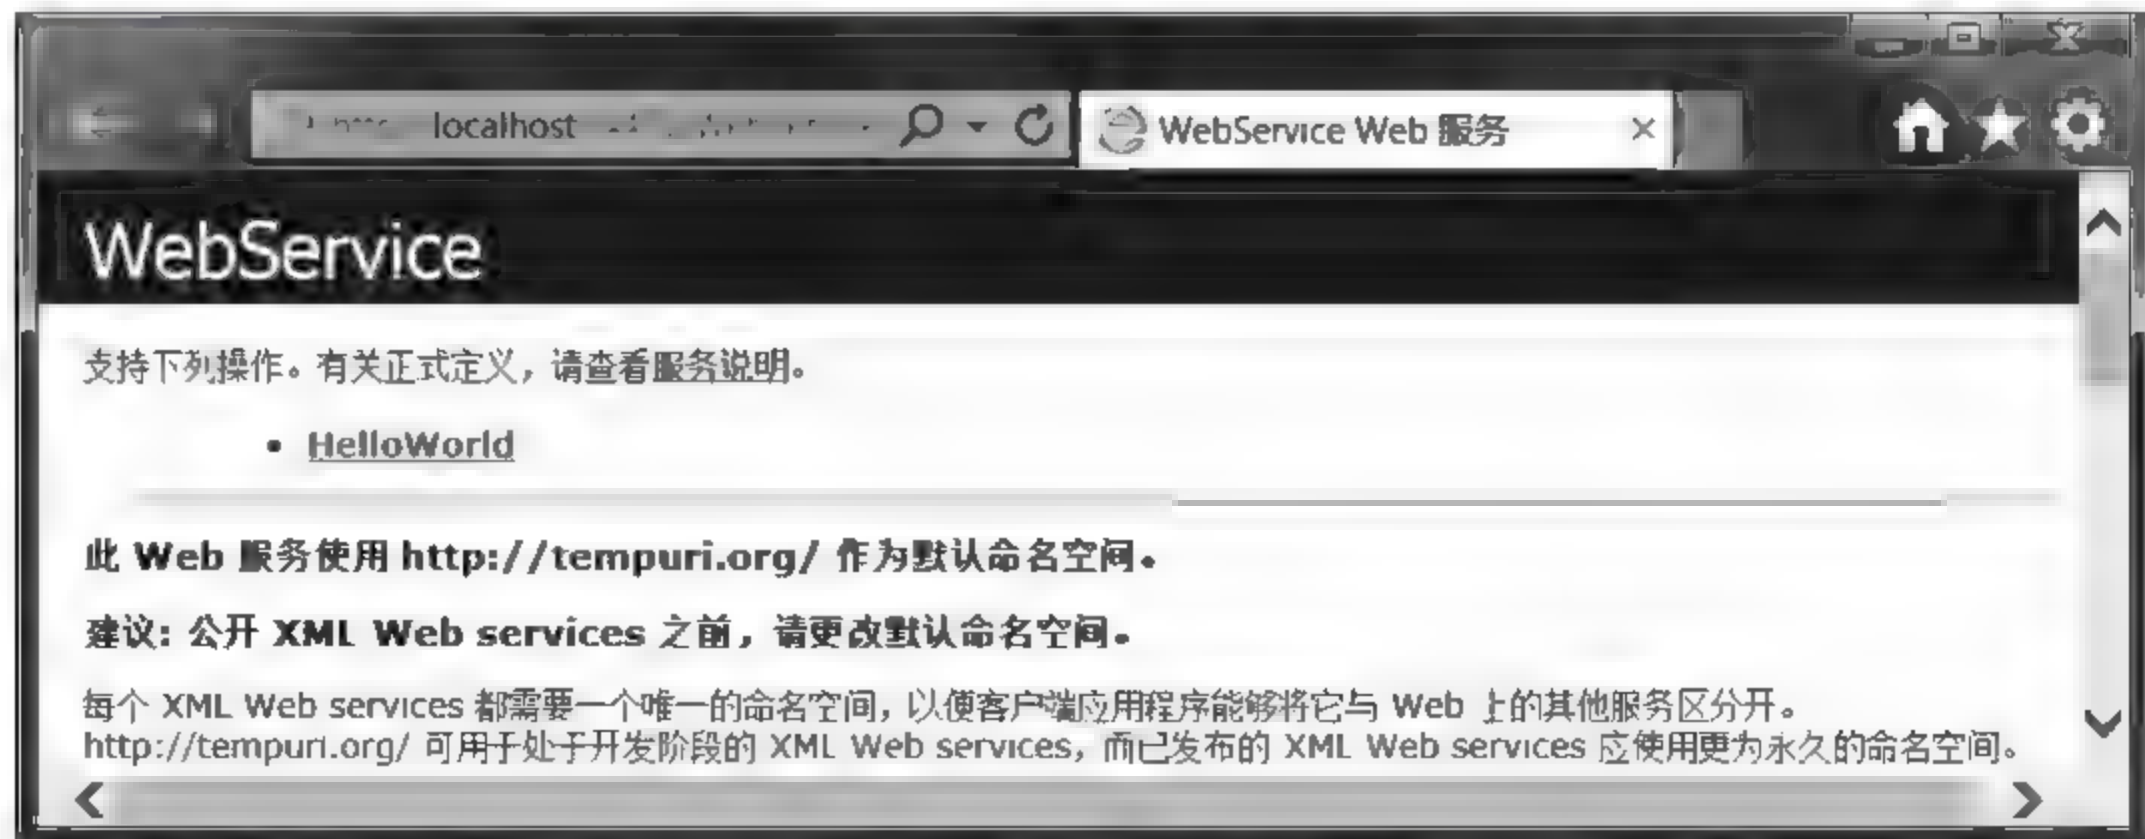 localhost
WebService Web 服务
WebService
支持下列操作。有关正式定义，请查看服务说明。
• HelloWorld
此 Web 服务使用 http://tempuri.org/ 作为默认命名空间。
建议: 公开 XML Web services 之前，请更改默认命名空间。
每个 XML Web services 都需要一个唯一的命名空间，以便客户端应用程序能够将它与 Web 上的其他服务区分开。
http://tempuri.org/ 可用于处于开发阶段的 XML Web services，而已发布的 XML Web services 应使用更为永久的命名空间。